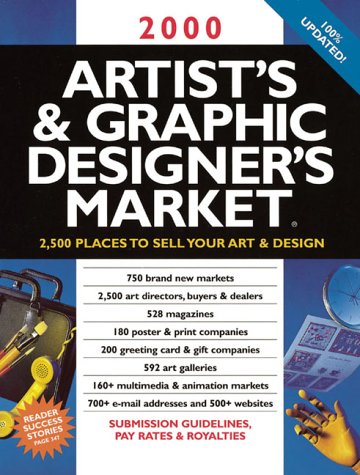 2000
100%
UPDATED!
ARTIST'S
& GRAPHIC
DESIGNER'S
MARKET®
2,500 PLACES TO SELL YOUR ART & DESIGN
750 brand new markets
2,500 art directors, buyers & dealers
528 magazines
180 poster & print companies
200 greeting card & gift companies
592 art galleries
160+ multimedia & animation markets
700+ e-mail addresses and 500+ websites
SUBMISSION GUIDELINES,
PAY RATES & ROYALTIES
READER
SUCCESS
STORIES
PAGE 347